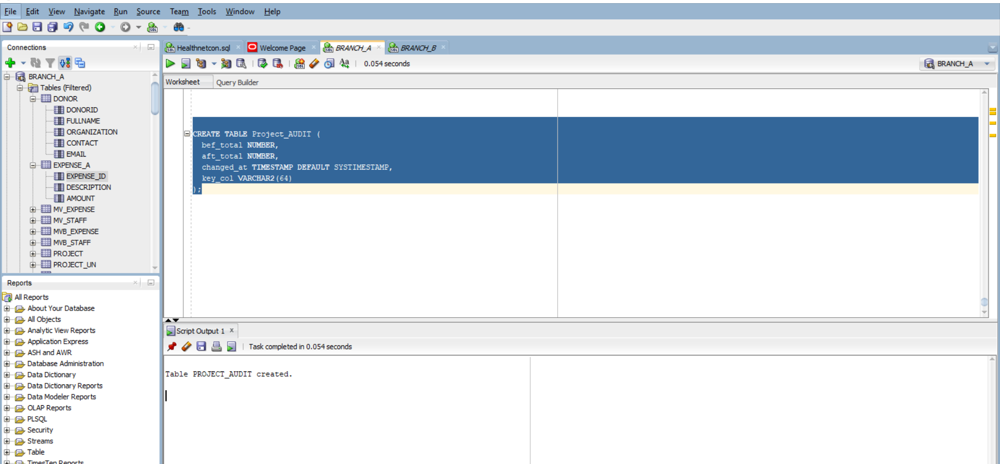 File Edit View Navigate Run Source Team Tools Window Help
Connections
Healthnetcon.sql Welcome Page BRANCH_A BRANCH_B
0.054 seconds
BRANCH_A
Worksheet Query Builder
BRANCH_A
Tables (Filtered)
DONOR
DONORID
FULLNAME
ORGANIZATION
CONTACT
EMAIL
EXPENSE_A
EXPENSE_ID
DESCRIPTION
AMOUNT
MV_EXPENSE
MV_STAFF
MVB_EXPENSE
MVB_STAFF
PROJECT
PROJECT_UN
CREATE TABLE Project_AUDIT (
bef_total NUMBER,
aft_total NUMBER,
changed_at TIMESTAMP DEFAULT SYSTIMESTAMP,
key_col VARCHAR2(64)
);
Reports
All Reports
About Your Database
All Objects
Analytic View Reports
Application Express
ASH and AWR
Database Administration
Data Dictionary
Data Dictionary Reports
Data Modeler Reports
OLAP Reports
PLSQL
Security
Streams
Table
TimesTen Reports
Script Output 1
Task completed in 0.054 seconds
Table PROJECT_AUDIT created.